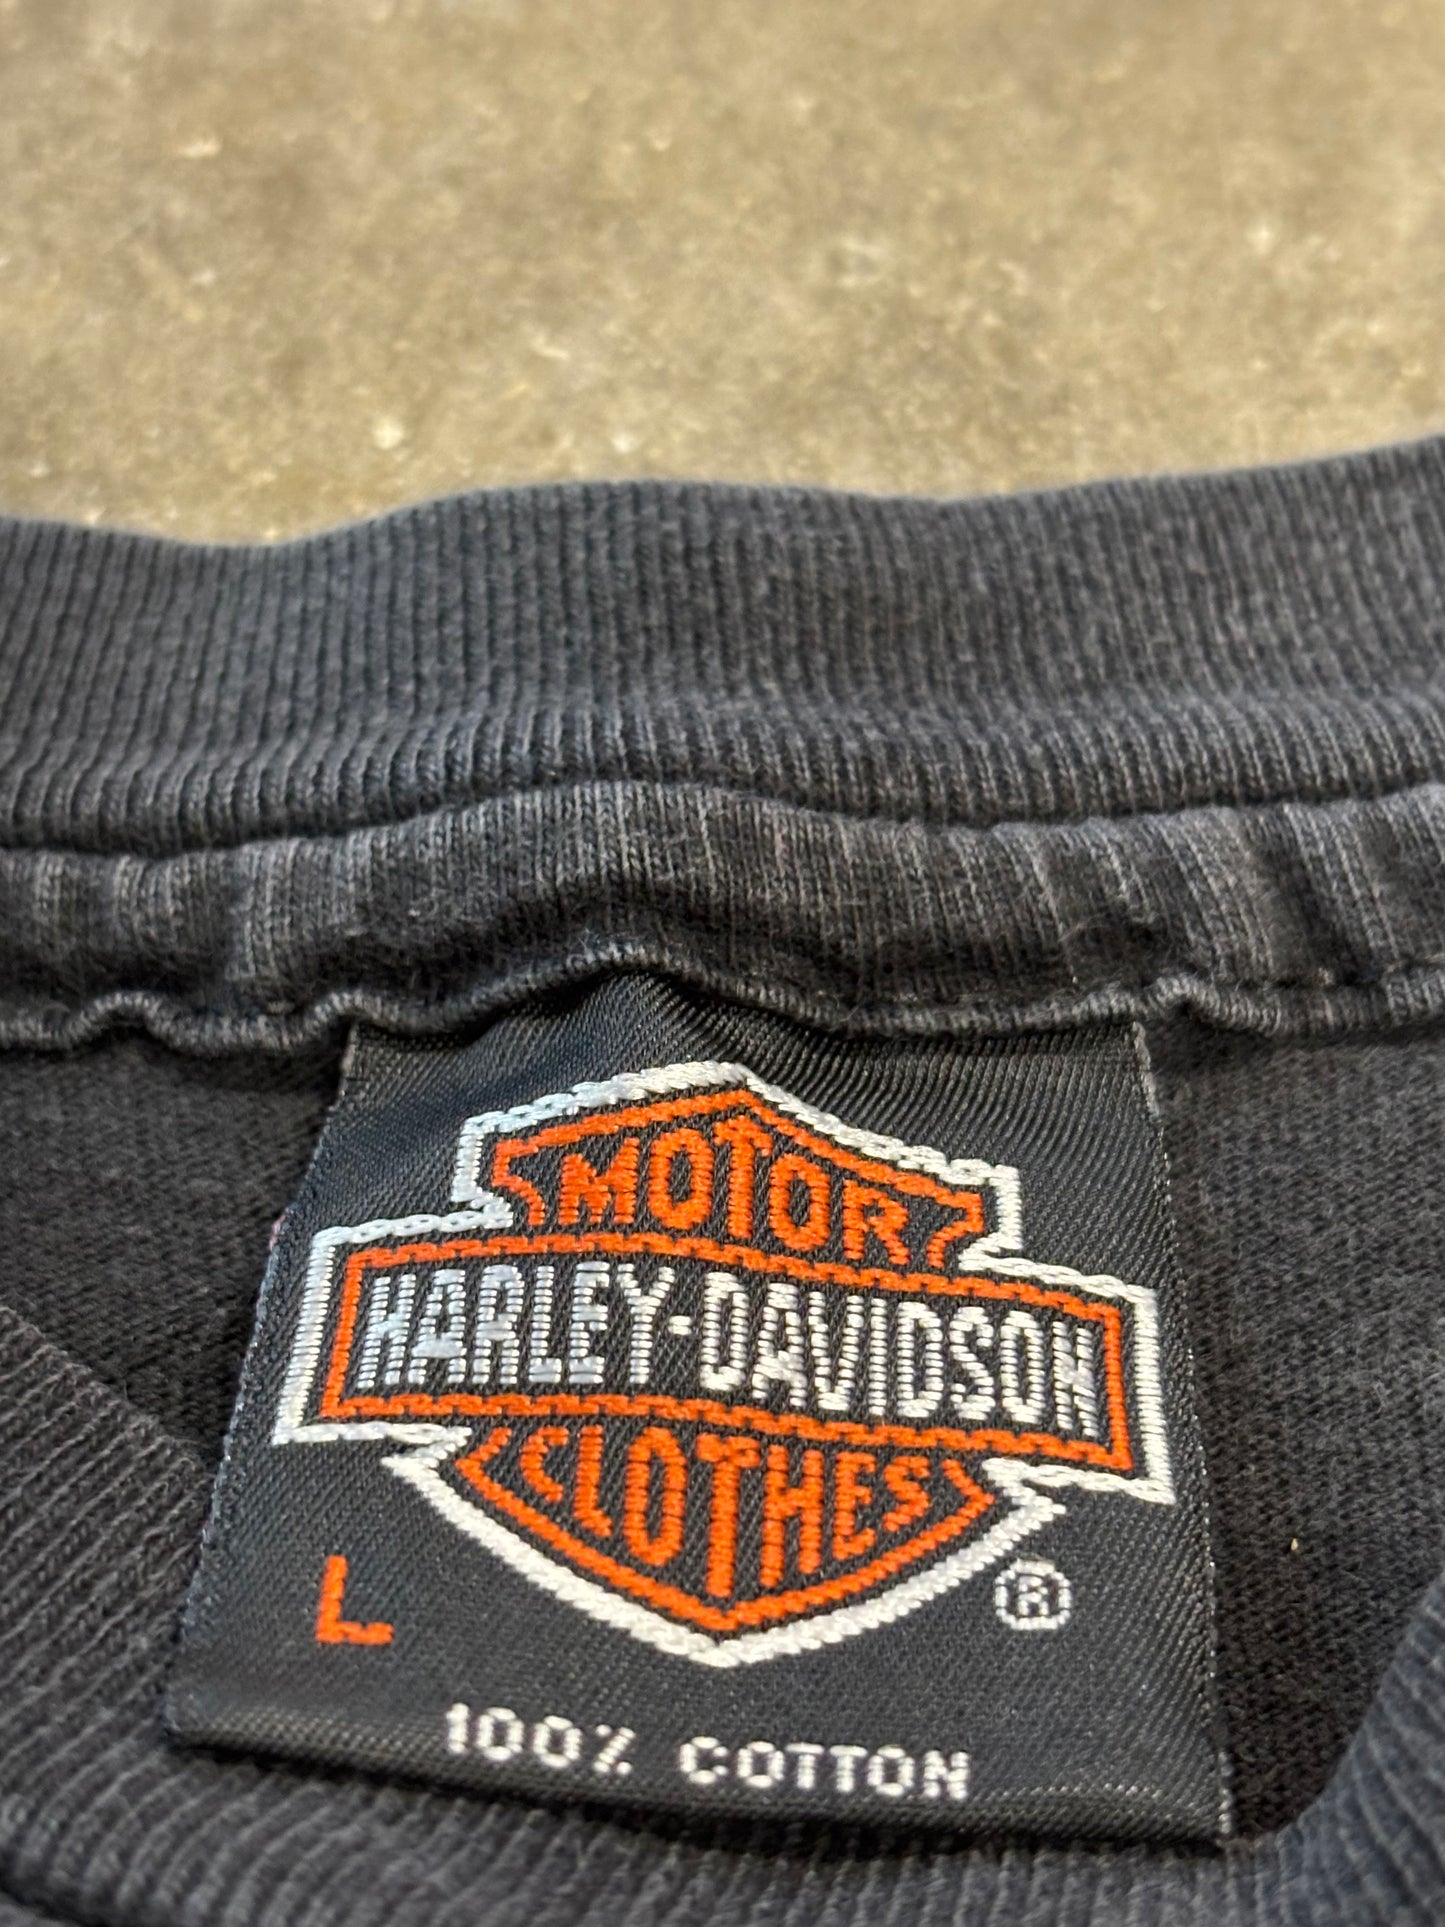 MOTOR
HARLEY-DAVIDSON
CLOTHES
L
®
100% COTTON